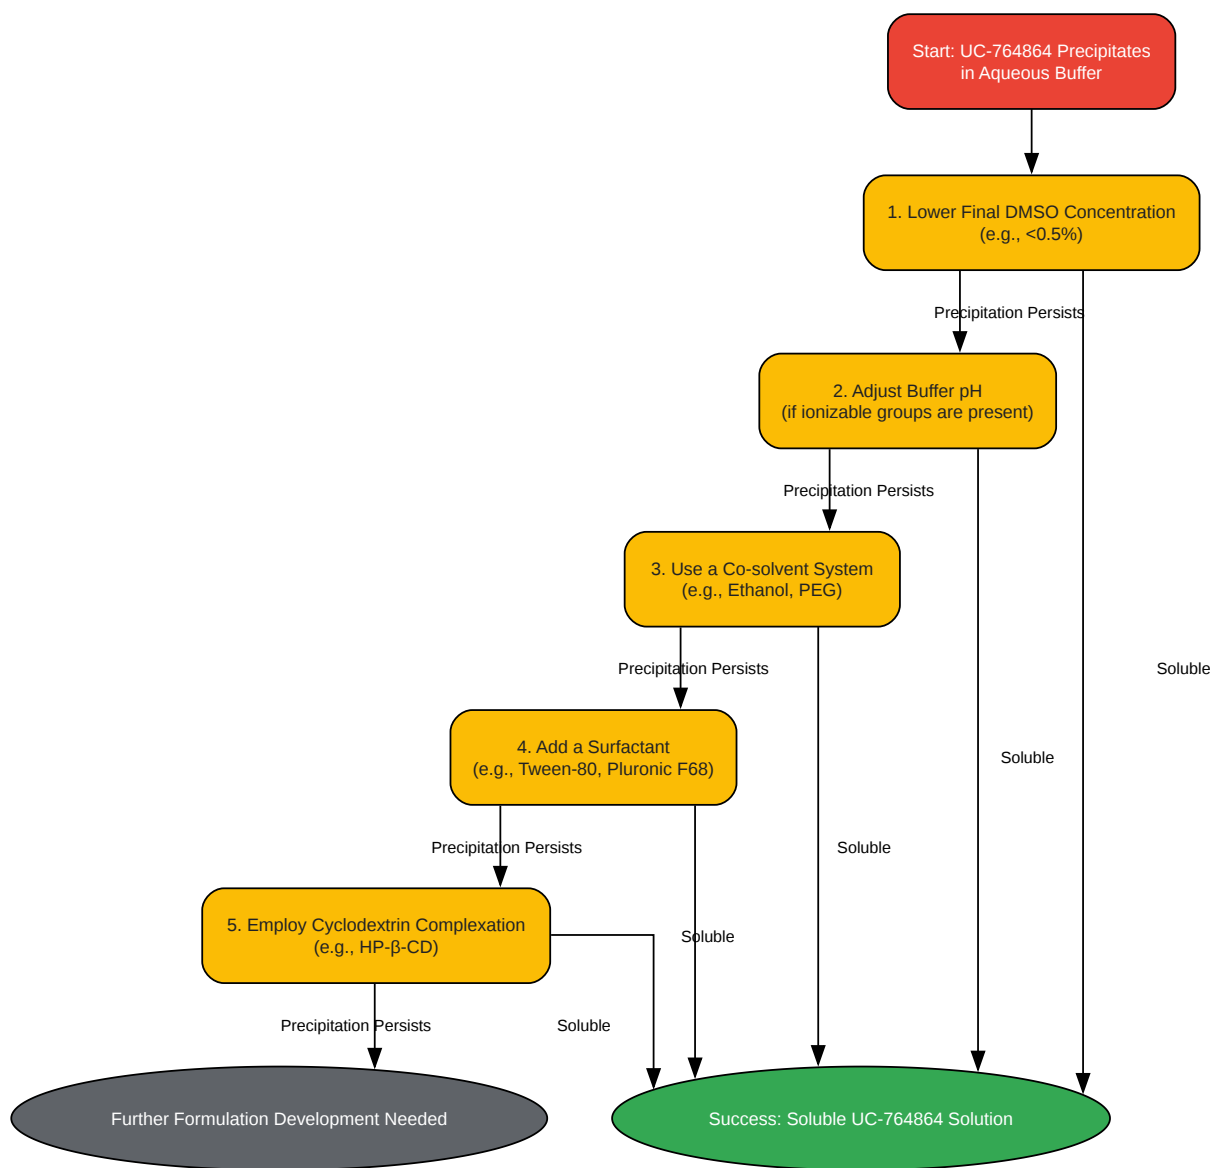 Start: UC-764864 Precipitates
in Aqueous Buffer
1. Lower Final DMSO Concentration
(e.g., <0.5%)
Precipitation Persists
2. Adjust Buffer pH
(if ionizable groups are present)
Precipitation Persists
3. Use a Co-solvent System
(e.g., Ethanol, PEG)
Precipitation Persists
Soluble
4. Add a Surfactant
(e.g., Tween-80, Pluronic F68)
Soluble
Precipitation Persists
Soluble
5. Employ Cyclodextrin Complexation
(e.g., HP-β-CD)
Soluble
Precipitation Persists
Soluble
Further Formulation Development Needed
Success: Soluble UC-764864 Solution